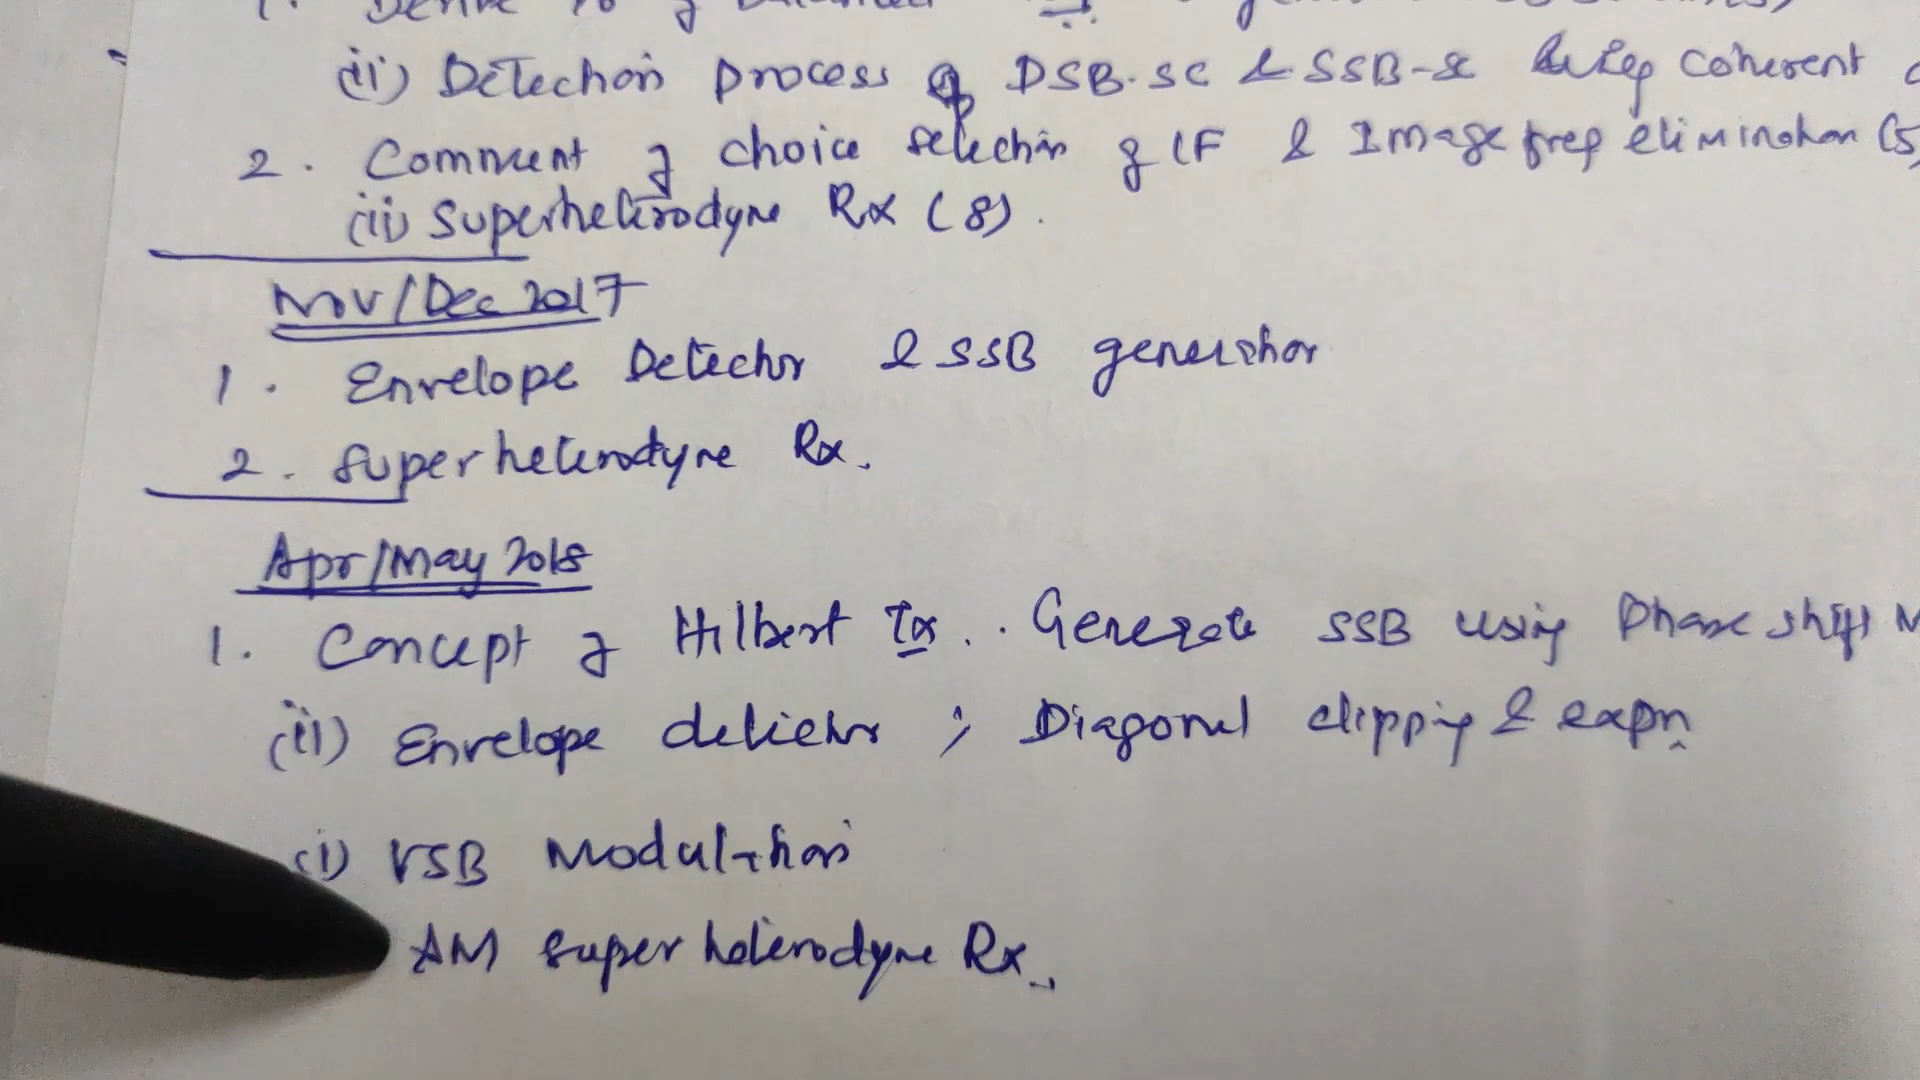 (ii) Detection process of DSB-SC & SSB-SC using coherent
2. Comment of choice selection of IF & Image freq elimination (5)
(ii) Superheterodyne Rx (8).
Nov/Dec 2017
1. Envelope Detector & SSB generation
2. Superheterodyne Rx.
Apr/May 2018
1. Concept of Hilbert Tx. Generate SSB using Phase shift
(ii) Envelope detector ; Diagonal clipping & expn
(i) VSB Modulation
AM superheterodyne Rx.